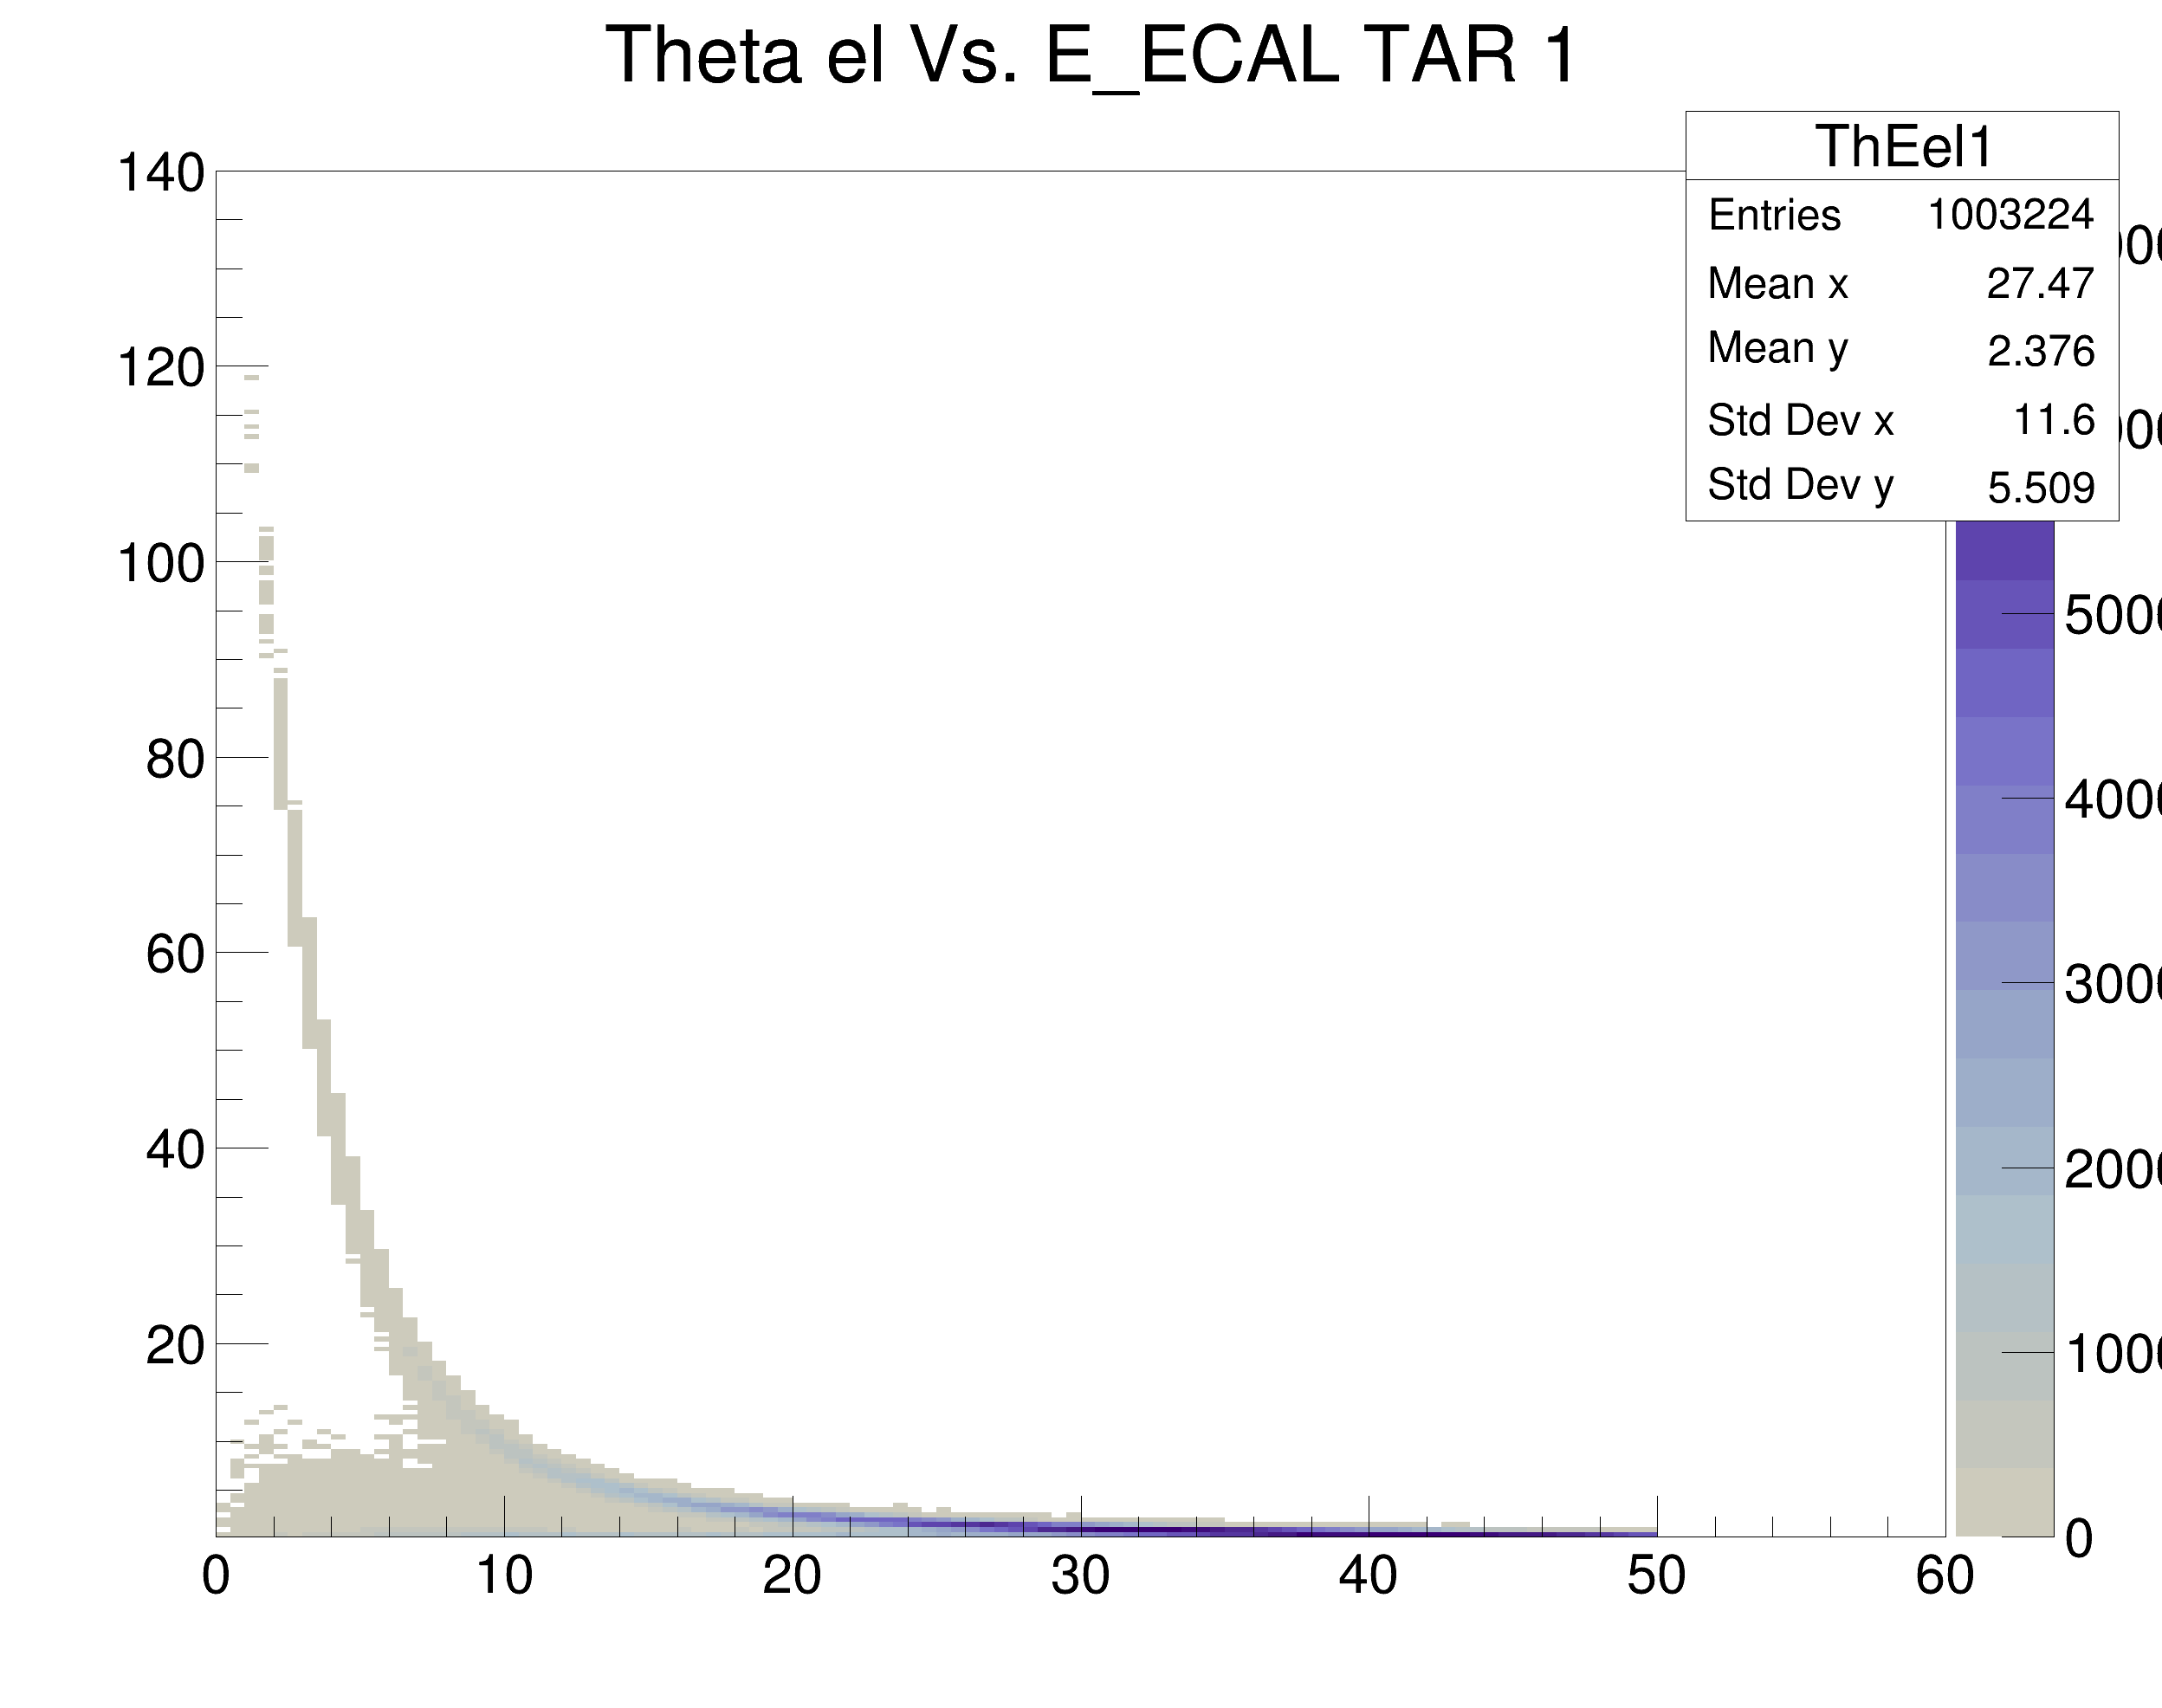 Theta el Vs. E_ECAL TAR 1
ThEel1
Entries 1003224
Mean x 27.47
Mean y 2.376
Std Dev x 11.6
Std Dev y 5.509
140
120
100
80
60
40
20
0
10
20
30
40
50
60
0